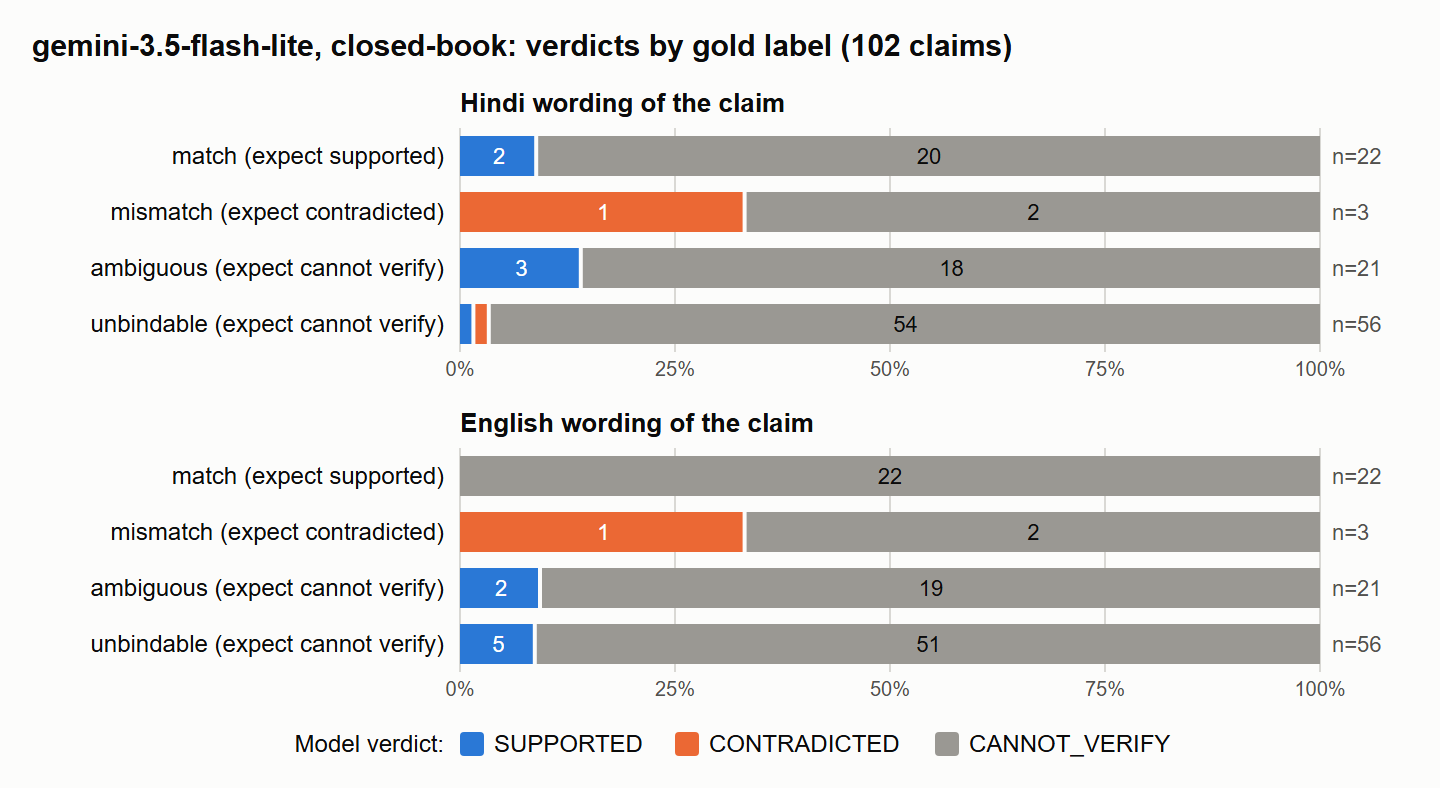 gemini-3.5-flash-lite, closed-book: verdicts by gold label (102 claims)
Hindi wording of the claim
match (expect supported) 2 20 n=22
mismatch (expect contradicted) 1 2 n=3
ambiguous (expect cannot verify) 3 18 n=21
unbindable (expect cannot verify) 54 n=56
0% 25% 50% 75% 100%
English wording of the claim
match (expect supported) 22 n=22
mismatch (expect contradicted) 1 2 n=3
ambiguous (expect cannot verify) 2 19 n=21
unbindable (expect cannot verify) 5 51 n=56
0% 25% 50% 75% 100%
Model verdict: SUPPORTED CONTRADICTED CANNOT_VERIFY